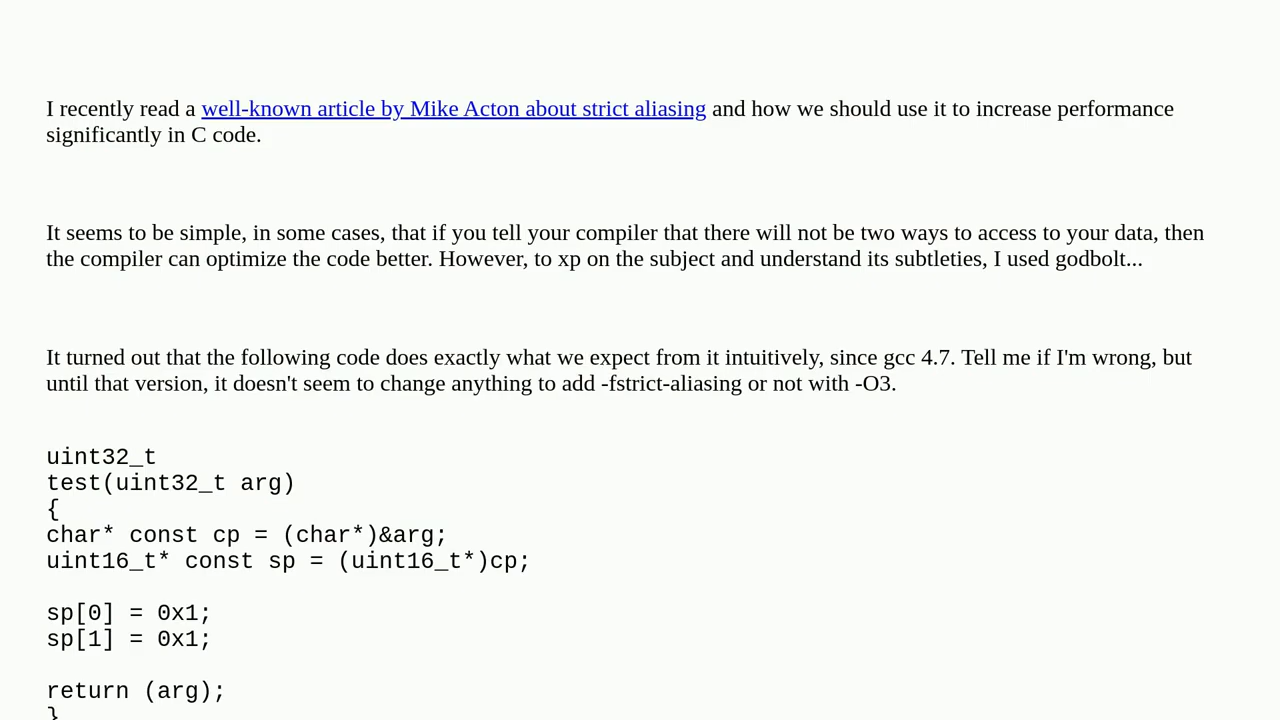 I recently read a well-known article by Mike Acton about strict aliasing and how we should use it to increase performance
significantly in C code.
It seems to be simple, in some cases, that if you tell your compiler that there will not be two ways to access to your data, then
the compiler can optimize the code better. However, to xp on the subject and understand its subtleties, I used godbolt...
It turned out that the following code does exactly what we expect from it intuitively, since gcc 4.7. Tell me if I'm wrong, but
until that version, it doesn't seem to change anything to add -fstrict-aliasing or not with -O3.
uint32_t
test(uint32_t arg)
{
char* const cp = (char*)&arg;
uint16_t* const sp = (uint16_t*)cp;
sp[0] = 0x1;
sp[1] = 0x1;
return (arg);
}